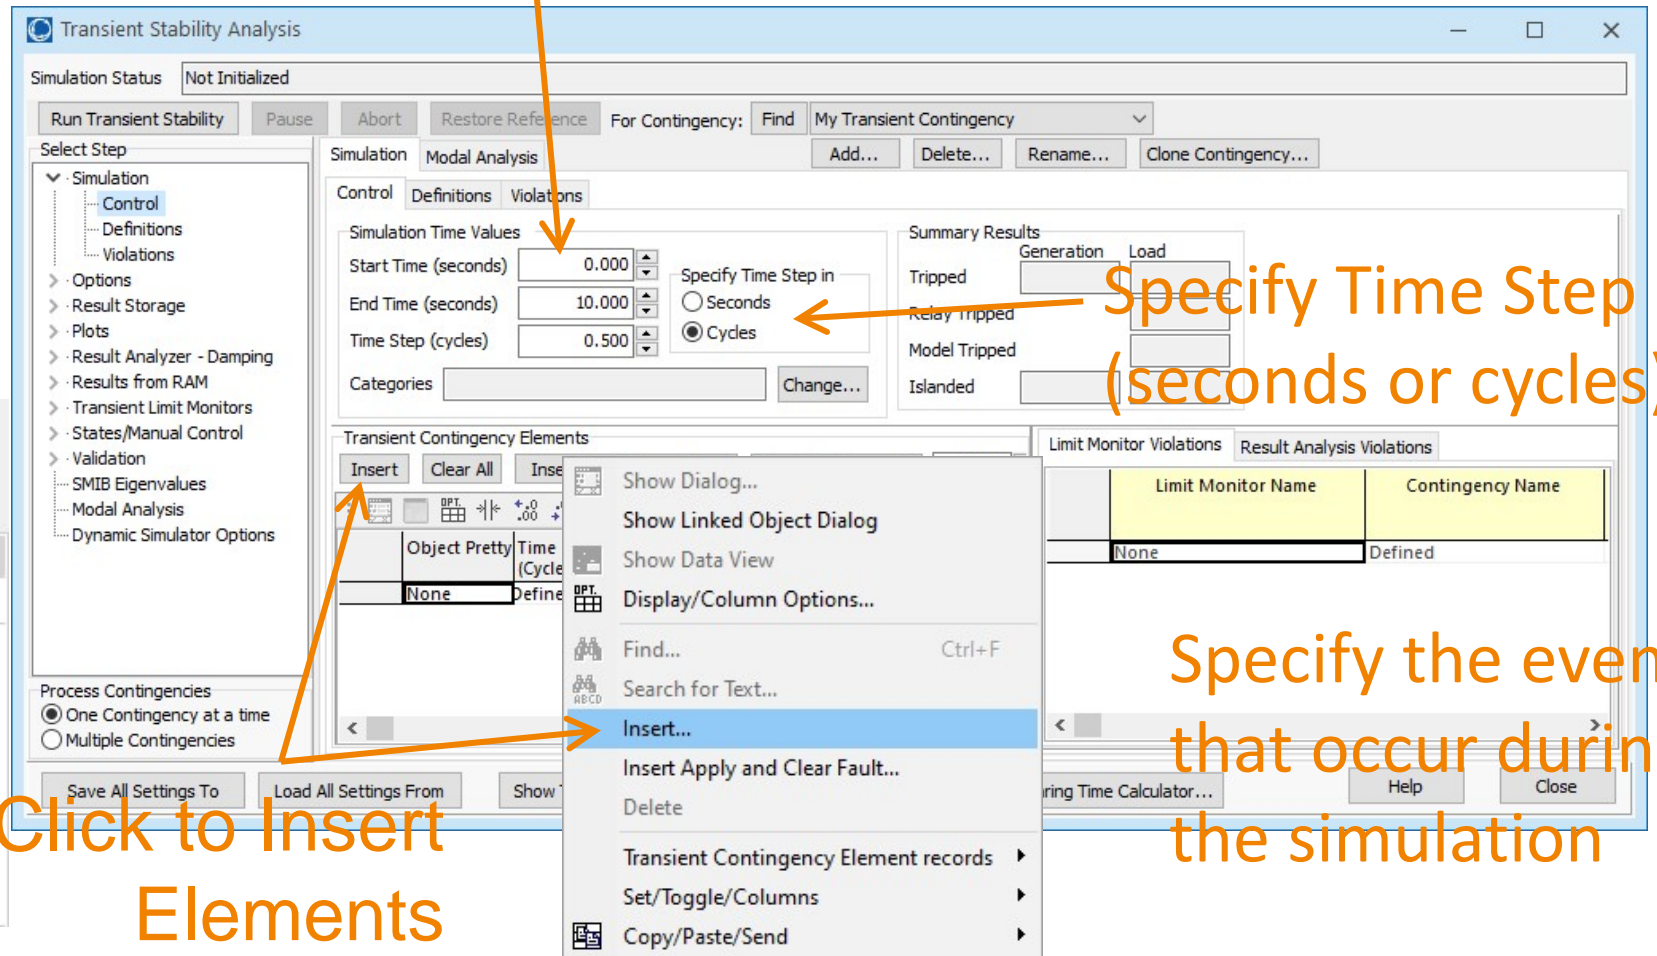 Transient Stability Analysis
Simulation Status Not Initialized
Run Transient Stability Pause Abort Restore Reference For Contingency: Find My Transient Contingency
Select Step
Simulation Modal Analysis Add... Delete... Rename... Clone Contingency...
Simulation
Control
Definitions
Violations
Options
Result Storage
Plots
Result Analyzer - Damping
Results from RAM
Transient Limit Monitors
States/Manual Control
Validation
SMIB Eigenvalues
Modal Analysis
Dynamic Simulator Options
Process Contingencies
One Contingency at a time
Multiple Contingencies
Control Definitions Violations
Simulation Time Values
Start Time (seconds) 0.000
End Time (seconds) 10.000
Time Step (cycles) 0.500
Specify Time Step in
Seconds
Cycles
Categories Change...
Summary Results
Generation Load
Tripped
Relay Tripped
Model Tripped
Islanded
Specify Time Step
(seconds or cycles)
Transient Contingency Elements
Insert Clear All Inse
OPT.
Object Pretty Time
(Cycle
None Define
Show Dialog...
Show Linked Object Dialog
Show Data View
OPT. Display/Column Options...
Find... Ctrl+F
ABCD Search for Text...
Insert...
Insert Apply and Clear Fault...
Delete
Transient Contingency Element records
Set/Toggle/Columns
Copy/Paste/Send
Limit Monitor Violations Result Analysis Violations
Limit Monitor Name Contingency Name
None Defined
Specify the even
that occur durin
the simulation
Save All Settings To Load All Settings From Show ring Time Calculator... Help Close
Click to Insert
Elements